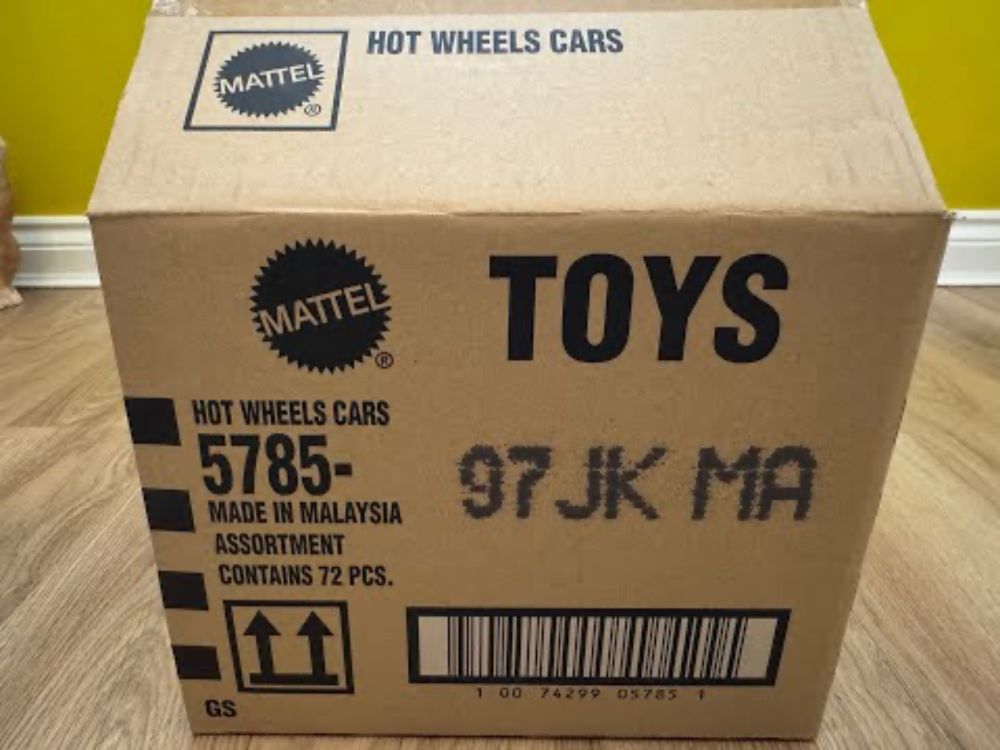 MATTEL ®
HOT WHEELS CARS
MATTEL ®
TOYS
HOT WHEELS CARS
5785-
97JK MA
MADE IN MALAYSIA
ASSORTMENT
CONTAINS 72 PCS.
1 00 74299 05785 1
GS